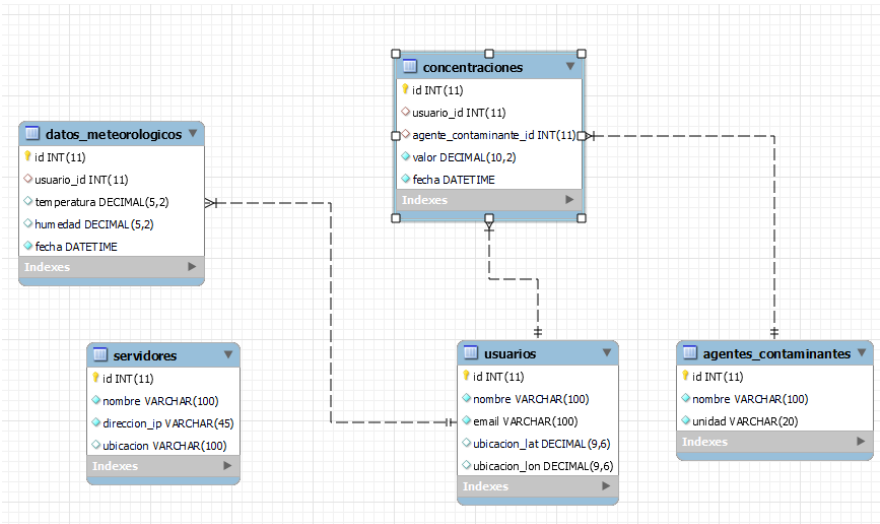 concentraciones
id INT(11)
usuario_id INT(11)
agente_contaminante_id INT(11)
valor DECIMAL(10,2)
fecha DATETIME
Indexes
datos_meteorologicos
id INT(11)
usuario_id INT(11)
temperatura DECIMAL(5,2)
humedad DECIMAL(5,2)
fecha DATETIME
Indexes
servidores
id INT(11)
nombre VARCHAR(100)
direccion_ip VARCHAR(45)
ubicacion VARCHAR(100)
Indexes
usuarios
id INT(11)
nombre VARCHAR(100)
email VARCHAR(100)
ubicacion_lat DECIMAL(9,6)
ubicacion_lon DECIMAL(9,6)
Indexes
agentes_contaminantes
id INT(11)
nombre VARCHAR(100)
unidad VARCHAR(20)
Indexes